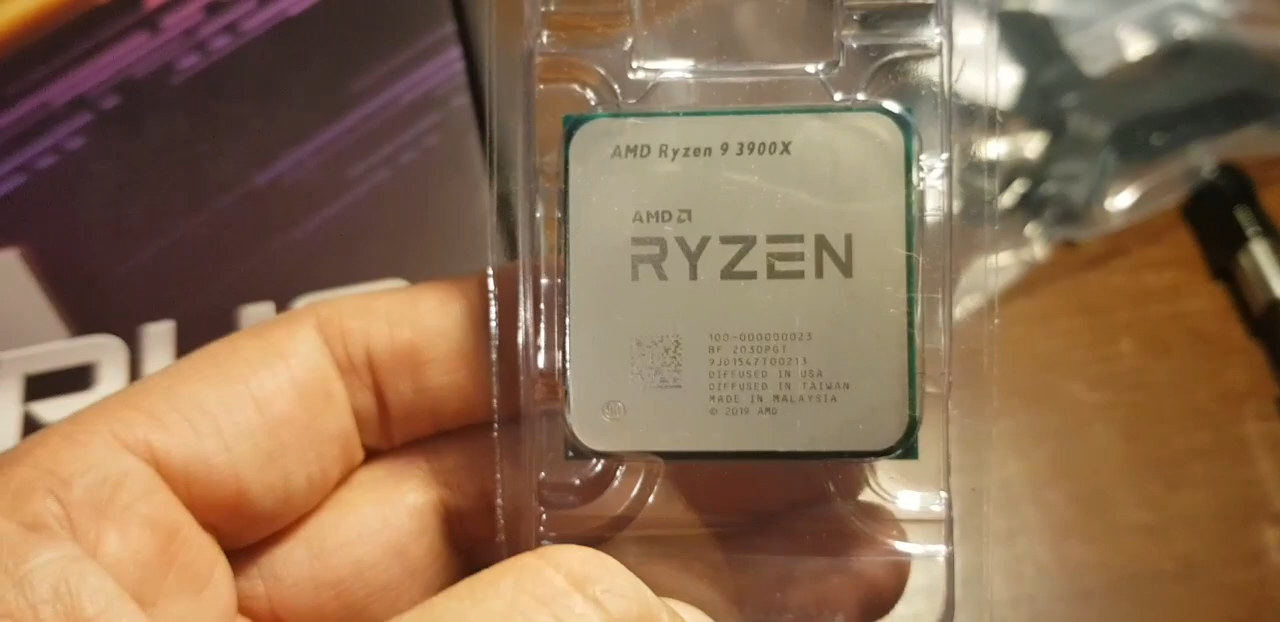 AMD Ryzen 9 3900X
AMD
RYZEN
100-000000023
BF 2030PGT
9J01547T00213
DIFFUSED IN USA
DIFFUSED IN TAIWAN
MADE IN MALAYSIA
© 2019 AMD